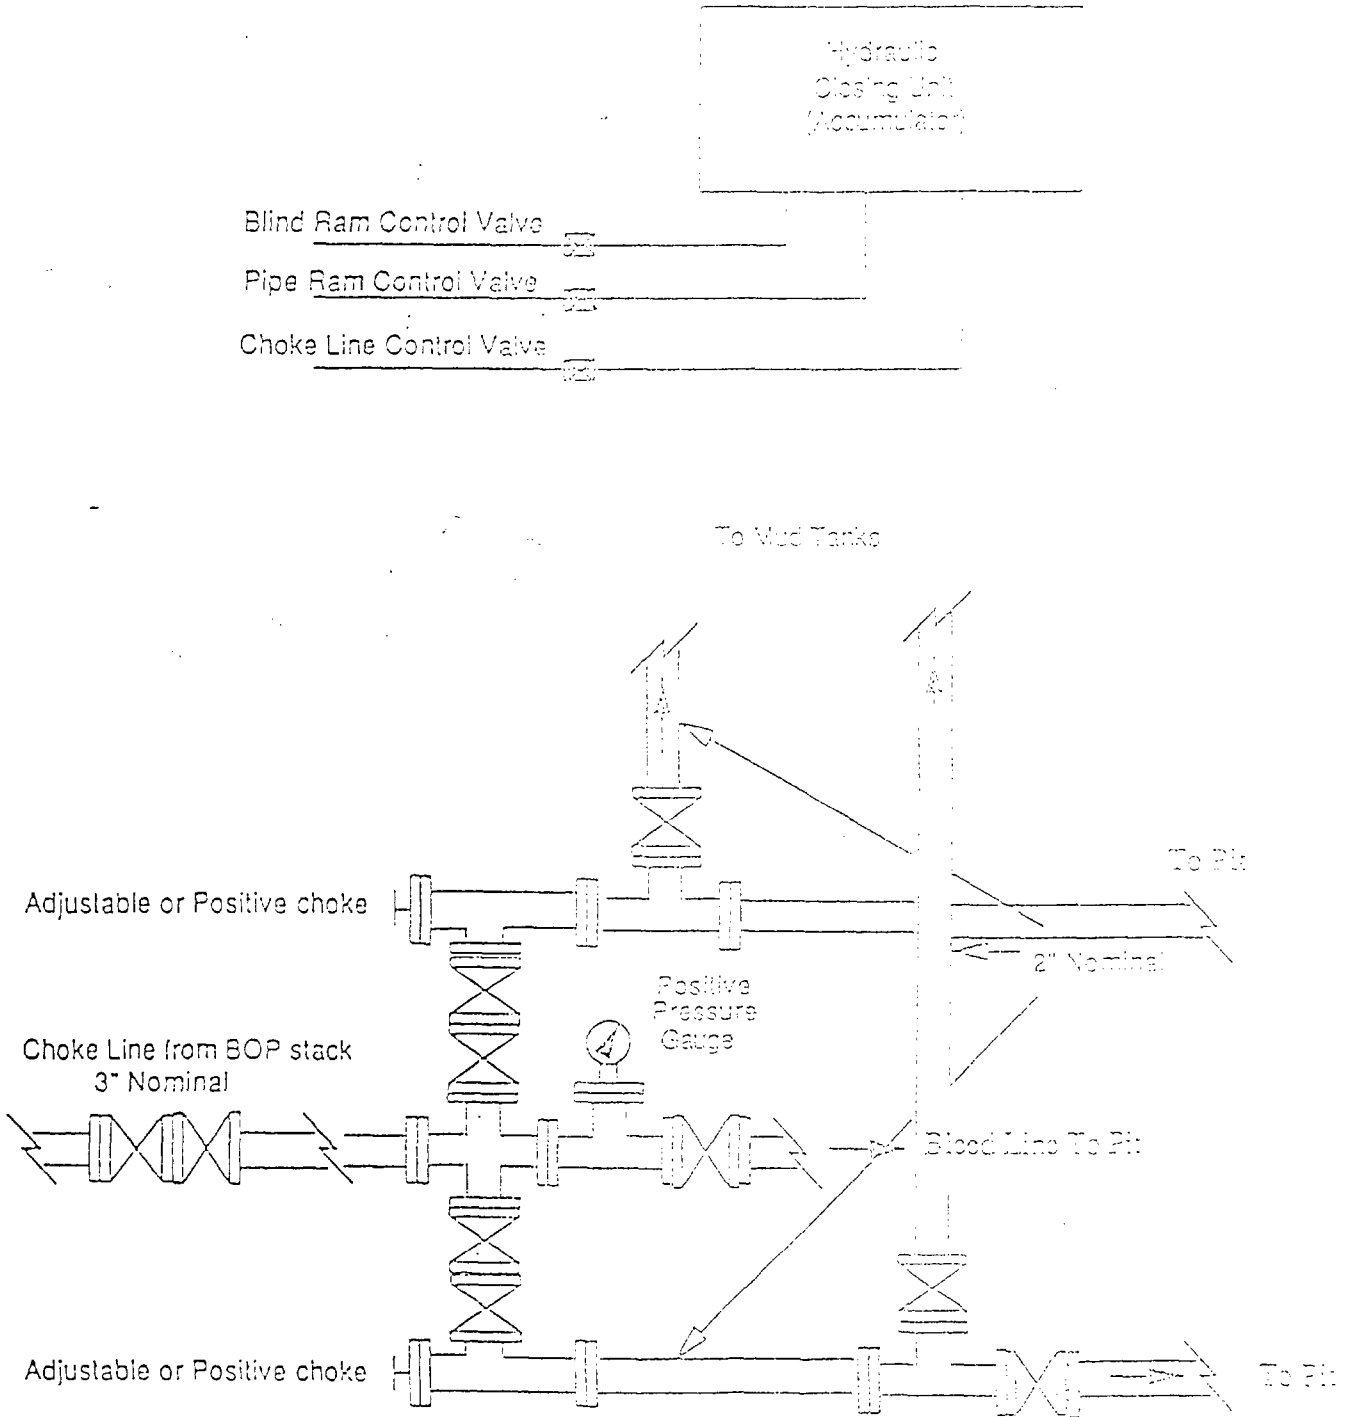 Hydraulic
Closing Unit
(Accumulator)
Blind Ram Control Valve
Pipe Ram Control Valve
Choke Line Control Valve
To Mud Tanks
To Pit
Adjustable or Positive choke
2" Nominal
Positive
Pressure
Gauge
Choke Line from BOP stack
3" Nominal
Bleed Line To Pit
Adjustable or Positive choke
To Pit